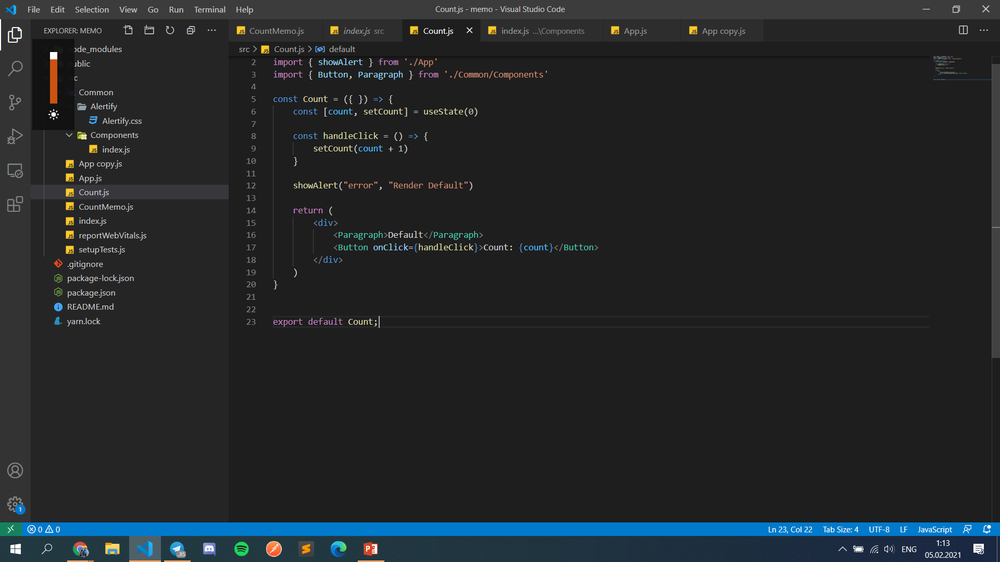 File Edit Selection View Go Run Terminal Help
Count.js - memo - Visual Studio Code
EXPLORER: MEMO
CountMemo.js
index.js src
Count.js
index.js ...\Components
App.js
App copy.js
src > Count.js > default
node_modules
public
src
Common
Alertify
Alertify.css
Components
index.js
App copy.js
App.js
Count.js
CountMemo.js
index.js
reportWebVitals.js
setupTests.js
.gitignore
package-lock.json
package.json
README.md
yarn.lock
2 import { showAlert } from './App'
3 import { Button, Paragraph } from './Common/Components'
4
5 const Count = ({ }) => {
6 const [count, setCount] = useState(0)
7
8 const handleClick = () => {
9 setCount(count + 1)
10 }
11
12 showAlert("error", "Render Default")
13
14 return (
15 <div>
16 <Paragraph>Default</Paragraph>
17 <Button onClick={handleClick}>Count: {count}</Button>
18 </div>
19 )
20 }
21
22
23 export default Count;
1
0 0
Ln 23, Col 22 Tab Size: 4 UTF-8 LF JavaScript
..85
ENG
1:13
05.02.2021